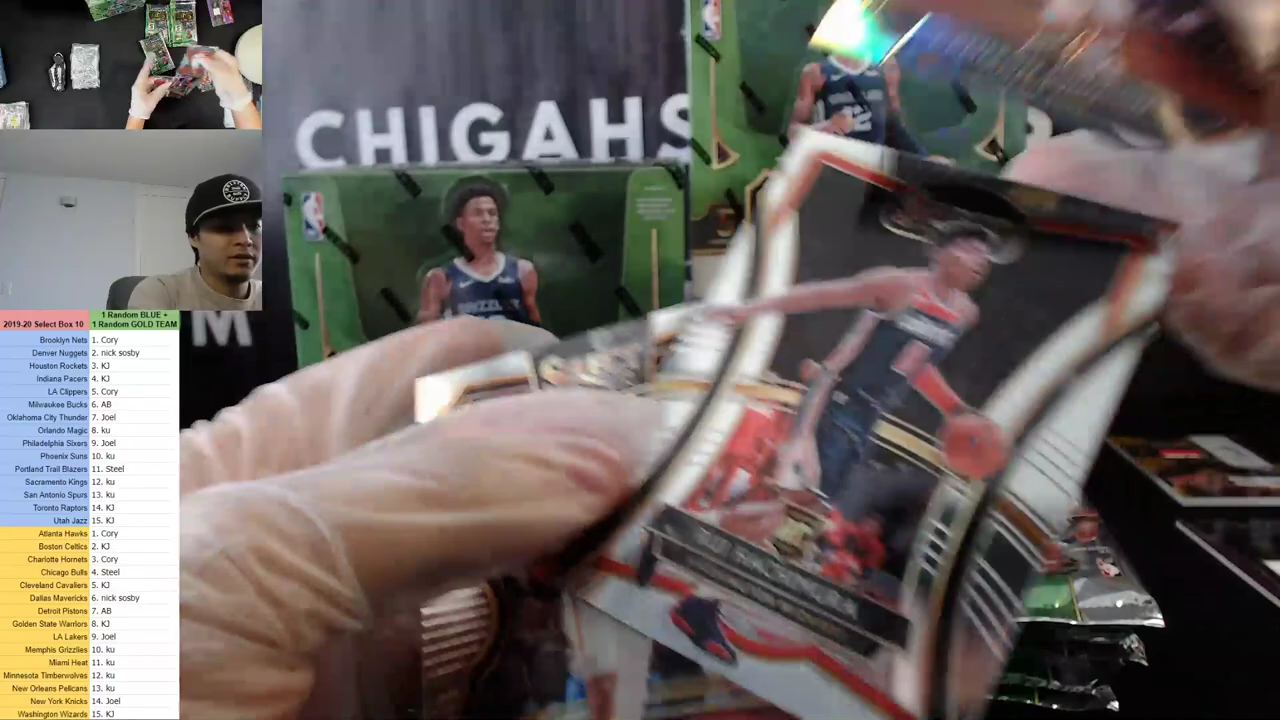 CHIGAHS
M
2019-20 Select Box 10
1 Random BLUE +
1 Random GOLD TEAM
Brooklyn Nets 1. Cory
Denver Nuggets 2. nick sosby
Houston Rockets 3. KJ
Indiana Pacers 4. KJ
LA Clippers 5. Cory
Milwaukee Bucks 6. AB
Oklahoma City Thunder 7. Joel
Orlando Magic 8. ku
Philadelphia Sixers 9. Joel
Phoenix Suns 10. ku
Portland Trail Blazers 11. Steel
Sacramento Kings 12. ku
San Antonio Spurs 13. ku
Toronto Raptors 14. KJ
Utah Jazz 15. KJ
Atlanta Hawks 1. Cory
Boston Celtics 2. KJ
Charlotte Hornets 3. Cory
Chicago Bulls 4. Steel
Cleveland Cavaliers 5. KJ
Dallas Mavericks 6. nick sosby
Detroit Pistons 7. AB
Golden State Warriors 8. KJ
LA Lakers 9. Joel
Memphis Grizzlies 10. ku
Miami Heat 11. ku
Minnesota Timberwolves 12. ku
New Orleans Pelicans 13. ku
New York Knicks 14. Joel
Washington Wizards 15. KJ